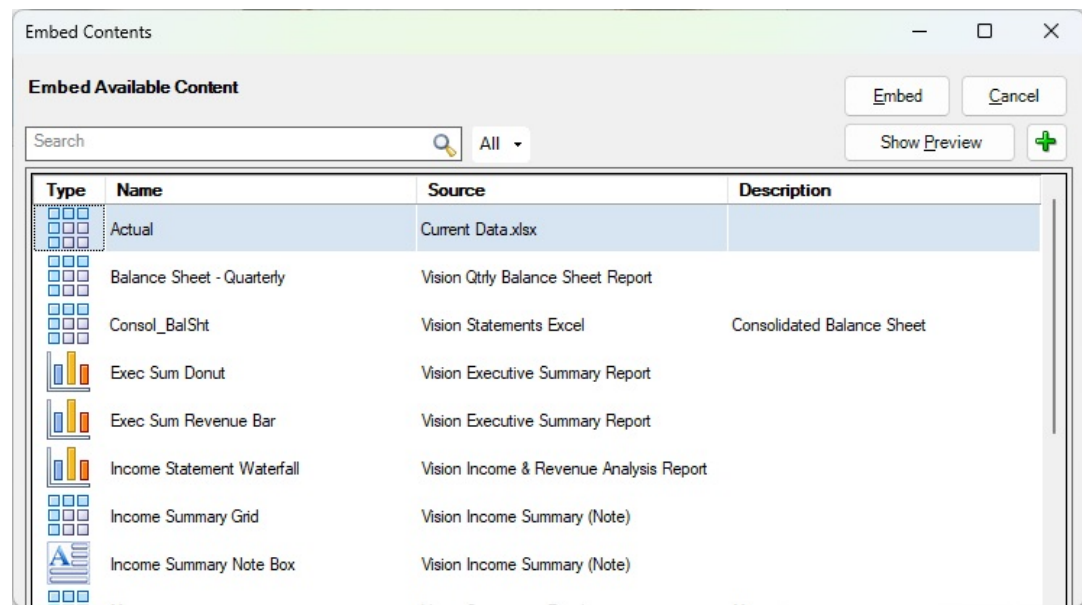 Embed Contents
Embed Available Content
Embed Cancel
Search All Show Preview
Type Name Source Description
Actual Current Data.xlsx
Balance Sheet - Quarterly Vision Qtrly Balance Sheet Report
Consol_BalSht Vision Statements Excel Consolidated Balance Sheet
Exec Sum Donut Vision Executive Summary Report
Exec Sum Revenue Bar Vision Executive Summary Report
Income Statement Waterfall Vision Income & Revenue Analysis Report
Income Summary Grid Vision Income Summary (Note)
Income Summary Note Box Vision Income Summary (Note)